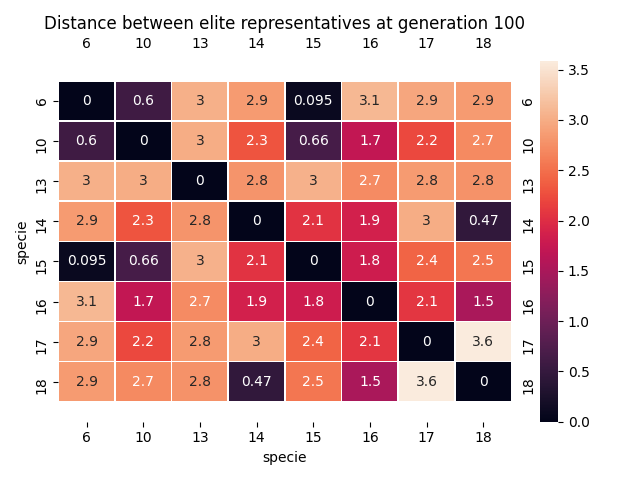 Distance between elite representatives at generation 100
6 10 13 14 15 16 17 18
6 0 0.6 3 2.9 0.095 3.1 2.9 2.9 6
10 0.6 0 3 2.3 0.66 1.7 2.2 2.7 10
13 3 3 0 2.8 3 2.7 2.8 2.8 13
14 2.9 2.3 2.8 0 2.1 1.9 3 0.47 14
15 0.095 0.66 3 2.1 0 1.8 2.4 2.5 15
16 3.1 1.7 2.7 1.9 1.8 0 2.1 1.5 16
17 2.9 2.2 2.8 3 2.4 2.1 0 3.6 17
18 2.9 2.7 2.8 0.47 2.5 1.5 3.6 0 18
6 10 13 14 15 16 17 18
specie
specie
3.5
3.0
2.5
2.0
1.5
1.0
0.5
0.0